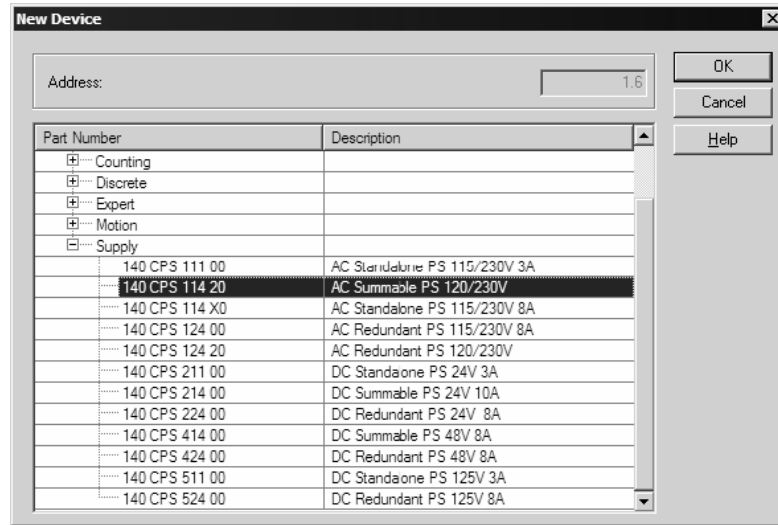 New Device
Address: 1.6
OK
Cancel
Help
Part Number Description
Counting
Discrete
Expert
Motion
Supply
140 CPS 111 00 AC Standalone PS 115/230V 3A
140 CPS 114 20 AC Summable PS 120/230V
140 CPS 114 X0 AC Standalone PS 115/230V 8A
140 CPS 124 00 AC Redundant PS 115/230V 8A
140 CPS 124 20 AC Redundant PS 120/230V
140 CPS 211 00 DC Standaone PS 24V 3A
140 CPS 214 00 DC Summable PS 24V 10A
140 CPS 224 00 DC Redundant PS 24V 8A
140 CPS 414 00 DC Summable PS 48V 8A
140 CPS 424 00 DC Redundant PS 48V 8A
140 CPS 511 00 DC Standaone PS 125V 3A
140 CPS 524 00 DC Redundant PS 125V 8A